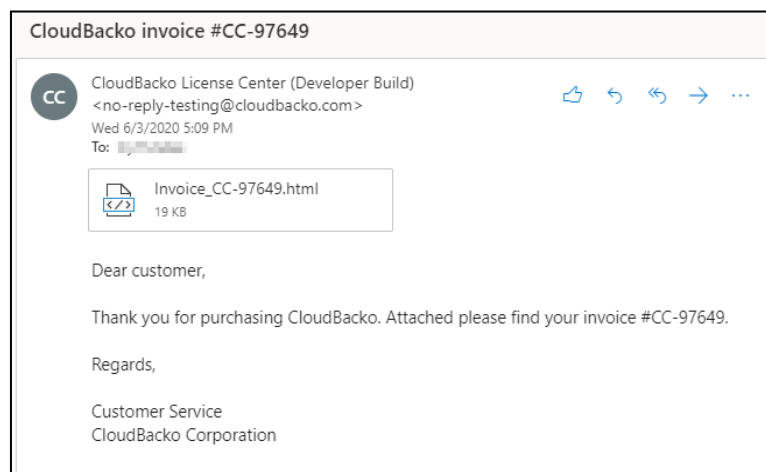 CloudBacko invoice #CC-97649
CC
CloudBacko License Center (Developer Build)
<no-reply-testing@cloudbacko.com>
Wed 6/3/2020 5:09 PM
To:
Invoice_CC-97649.html
19 KB
Dear customer,
Thank you for purchasing CloudBacko. Attached please find your invoice #CC-97649.
Regards,
Customer Service
CloudBacko Corporation